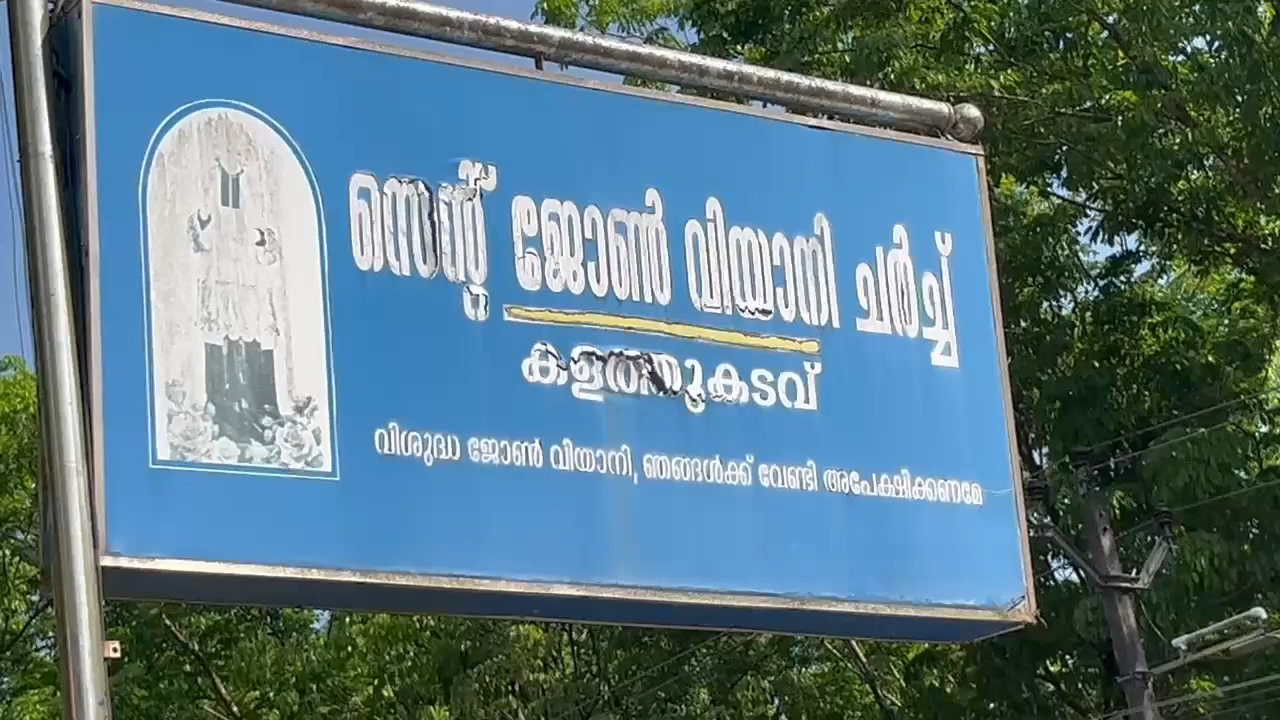 സെന്റ് ജോൺ വിയാനി ചർച്ച്
കളത്തൂകടവ്
വിശുദ്ധ ജോൺ വിയാനി, ഞങ്ങൾക്ക് വേണ്ടി അപേക്ഷിക്കണമേ